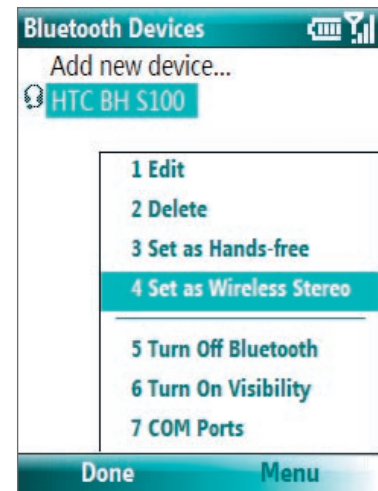 Bluetooth Devices
Add new device...
HTC BH S100
1 Edit
2 Delete
3 Set as Hands-free
4 Set as Wireless Stereo
5 Turn Off Bluetooth
6 Turn On Visibility
7 COM Ports
Done Menu